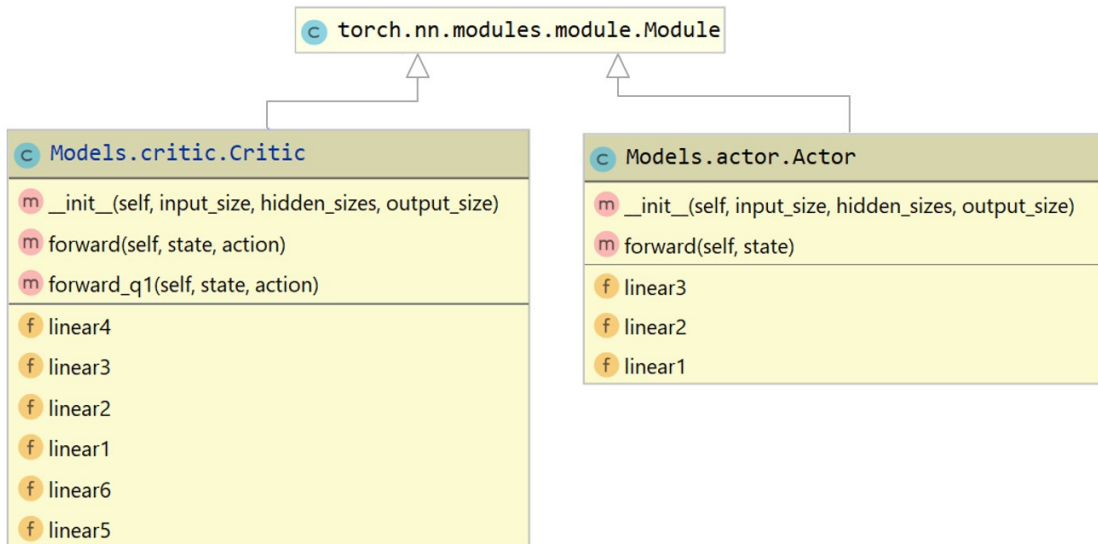 c torch.nn.modules.module.Module
c Models.critic.Critic
m __init__(self, input_size, hidden_sizes, output_size)
m forward(self, state, action)
m forward_q1(self, state, action)
f linear4
f linear3
f linear2
f linear1
f linear6
f linear5
c Models.actor.Actor
m __init__(self, input_size, hidden_sizes, output_size)
m forward(self, state)
f linear3
f linear2
f linear1